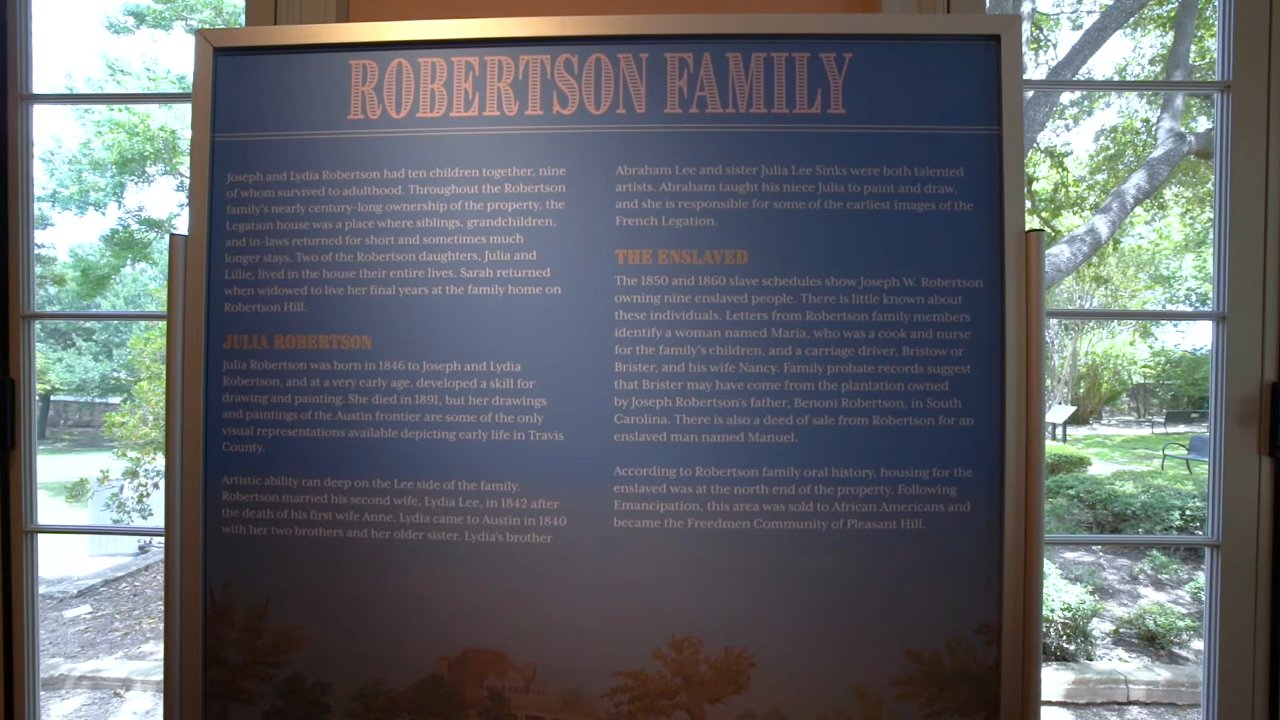 ROBERTSON FAMILY
Joseph and Lydia Robertson had ten children together, nine
of whom survived to adulthood. Throughout the Robertson
family's nearly century-long ownership of the property, the
Legation house was a place where siblings, grandchildren,
and in-laws returned for short and sometimes much
longer stays. Two of the Robertson daughters, Julia and
Lillie, lived in the house their entire lives. Sarah returned
when widowed to live her final years at the family home on
Robertson Hill.
JULIA ROBERTSON
Julia Robertson was born in 1846 to Joseph and Lydia
Robertson, and at a very early age, developed a skill for
drawing and painting. She died in 1891, but her drawings
and paintings of the Austin frontier are some of the only
visual representations available depicting early life in Travis
County.
Artistic ability ran deep on the Lee side of the family.
Robertson married his second wife, Lydia Lee, in 1842 after
the death of his first wife Anne. Lydia came to Austin in 1840
with her two brothers and her older sister. Lydia's brother
Abraham Lee and sister Julia Lee Sinks were both talented
artists. Abraham taught his niece Julia to paint and draw,
and she is responsible for some of the earliest images of the
French Legation.
THE ENSLAVED
The 1850 and 1860 slave schedules show Joseph W. Robertson
owning nine enslaved people. There is little known about
these individuals. Letters from Robertson family members
identify a woman named Maria, who was a cook and nurse
for the family's children, and a carriage driver, Bristow or
Brister, and his wife Nancy. Family probate records suggest
that Brister may have come from the plantation owned
by Joseph Robertson's father, Benoni Robertson, in South
Carolina. There is also a deed of sale from Robertson for an
enslaved man named Manuel.
According to Robertson family oral history, housing for the
enslaved was at the north end of the property. Following
Emancipation, this area was sold to African Americans and
became the Freedmen Community of Pleasant Hill.